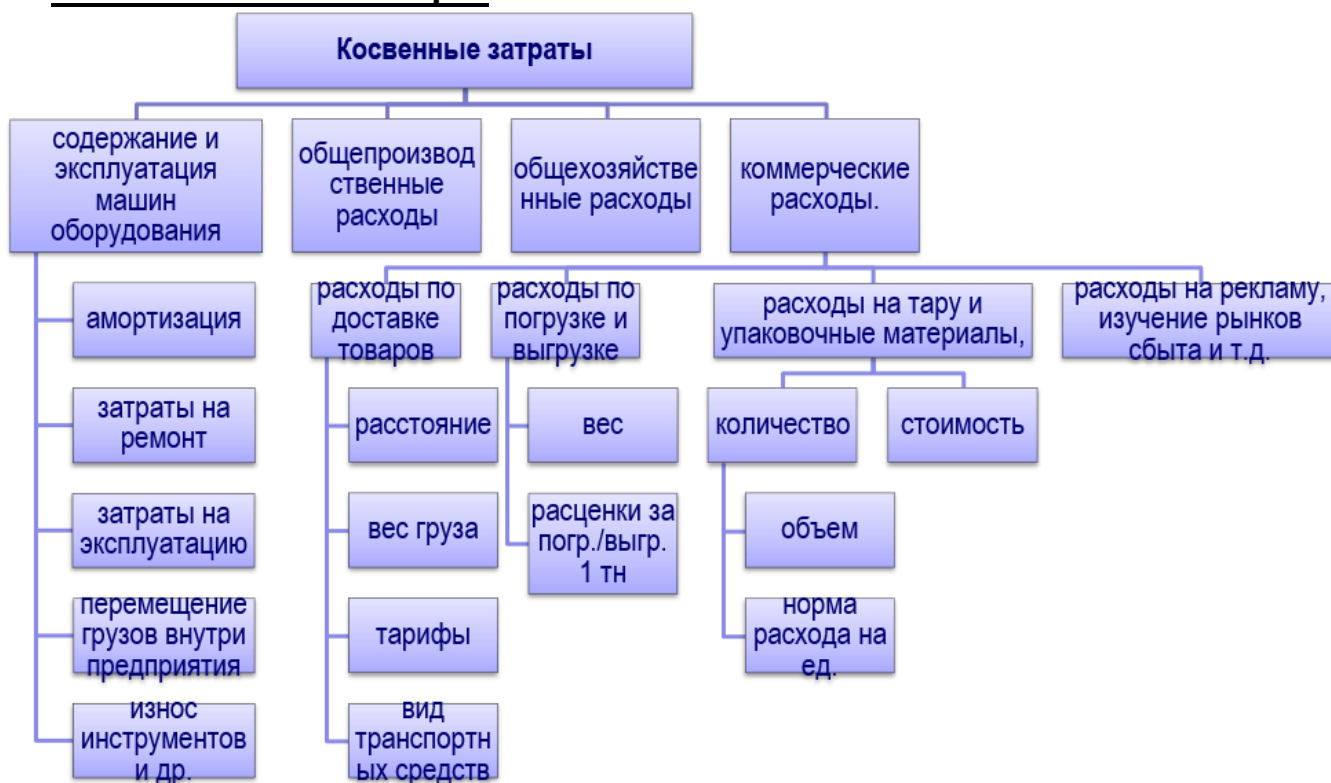 Косвенные затраты
содержание и
эксплуатация
машин
оборудования
общепроизвод
ственные
расходы
общехозяйстве
нные расходы
коммерческие
расходы.
амортизация
затраты на
ремонт
затраты на
эксплуатацию
перемещение
грузов внутри
предприятия
износ
инструментов
и др.
расходы по
доставке
товаров
расстояние
вес груза
тарифы
вид
транспортн
ых средств
расходы по
погрузке и
выгрузке
вес
расценки за
погр./выгр.
1 тн
расходы на тару и
упаковочные материалы,
количество
объем
норма
расхода на
ед.
стоимость
расходы на рекламу,
изучение рынков
сбыта и т.д.